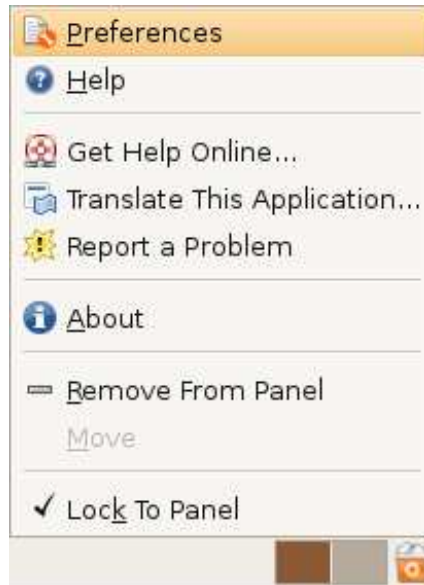 Preferences
Help
Get Help Online...
Translate This Application...
Report a Problem
About
Remove From Panel
Move
Lock To Panel